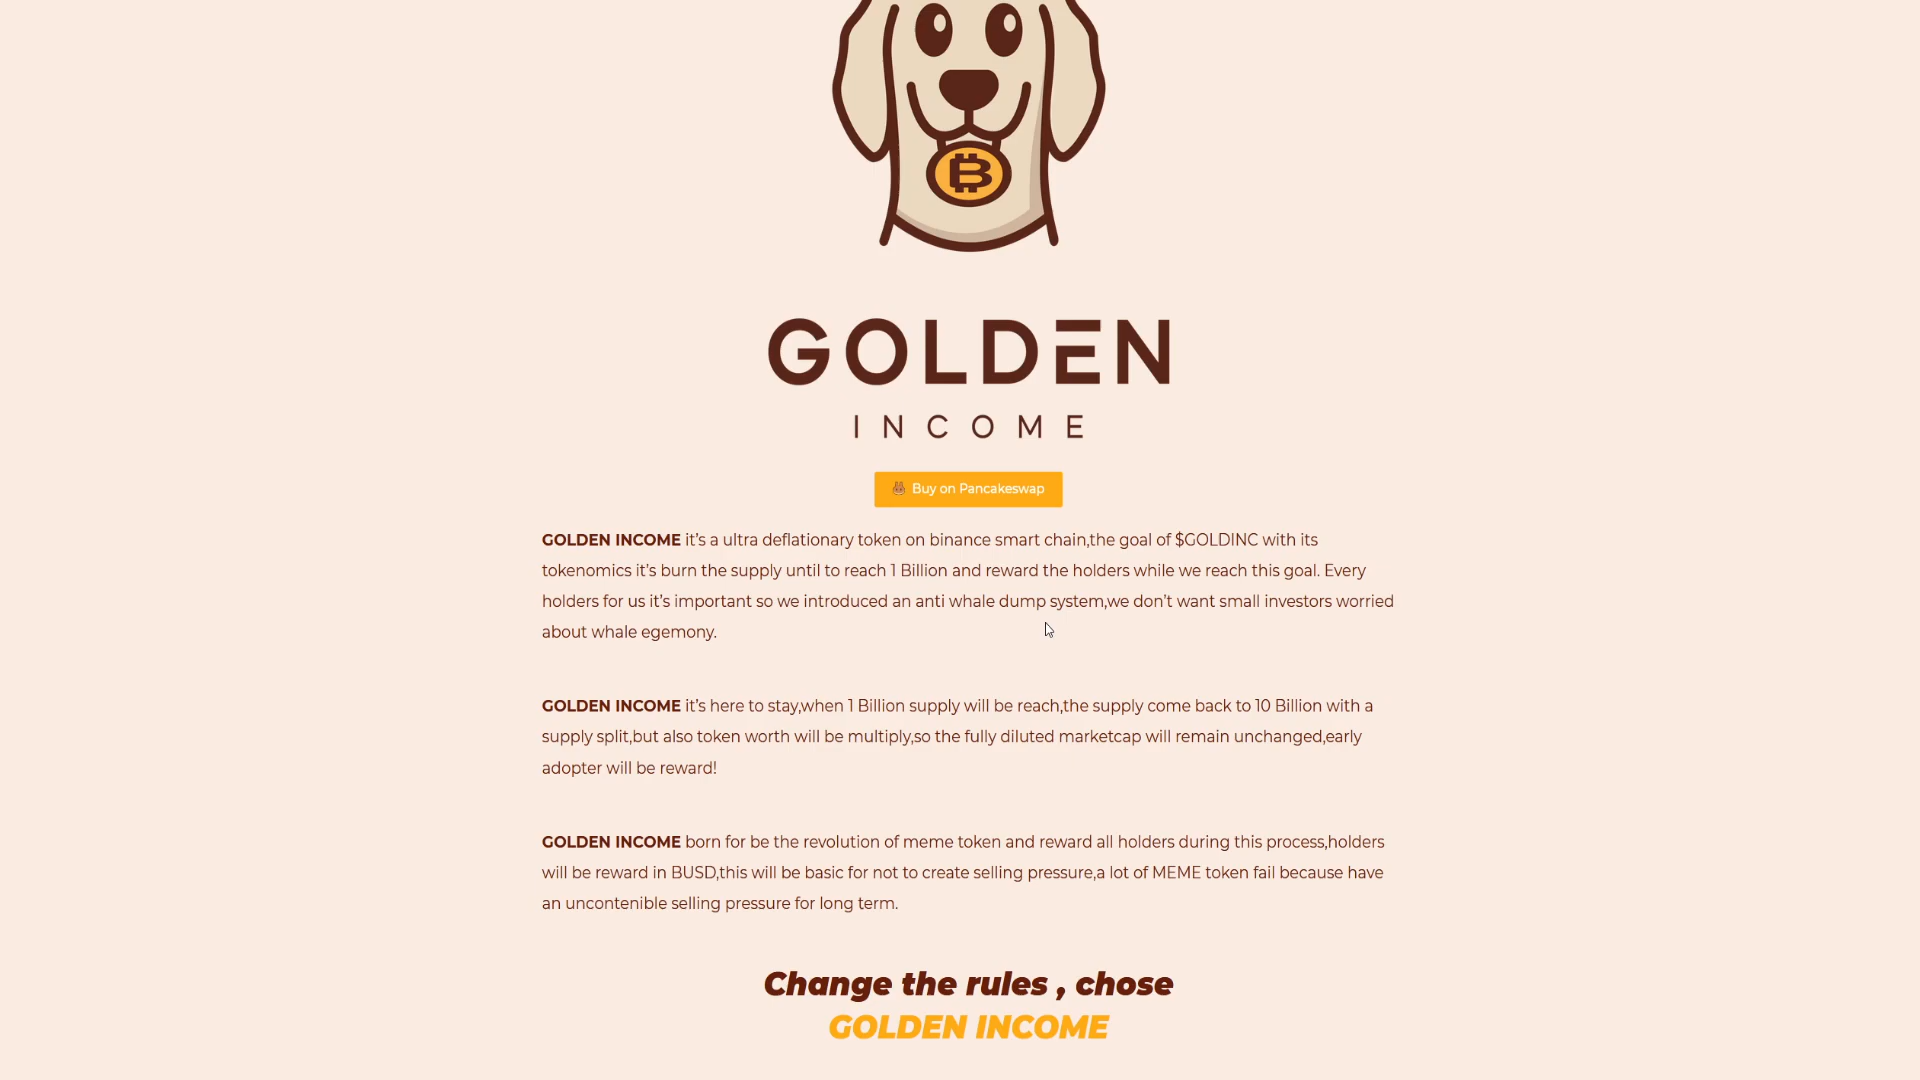 GOLDEN
INCOME
Buy on Pancakeswap
GOLDEN INCOME it’s a ultra deflationary token on binance smart chain,the goal of $GOLDINC with its
tokenomics it’s burn the supply until to reach 1 Billion and reward the holders while we reach this goal. Every
holders for us it’s important so we introduced an anti whale dump system,we don’t want small investors worried
about whale egemony.
GOLDEN INCOME it’s here to stay,when 1 Billion supply will be reach,the supply come back to 10 Billion with a
supply split,but also token worth will be multiply,so the fully diluted marketcap will remain unchanged,early
adopter will be reward!
GOLDEN INCOME born for be the revolution of meme token and reward all holders during this process,holders
will be reward in BUSD,this will be basic for not to create selling pressure,a lot of MEME token fail because have
an uncontenible selling pressure for long term.
Change the rules , chose
GOLDEN INCOME